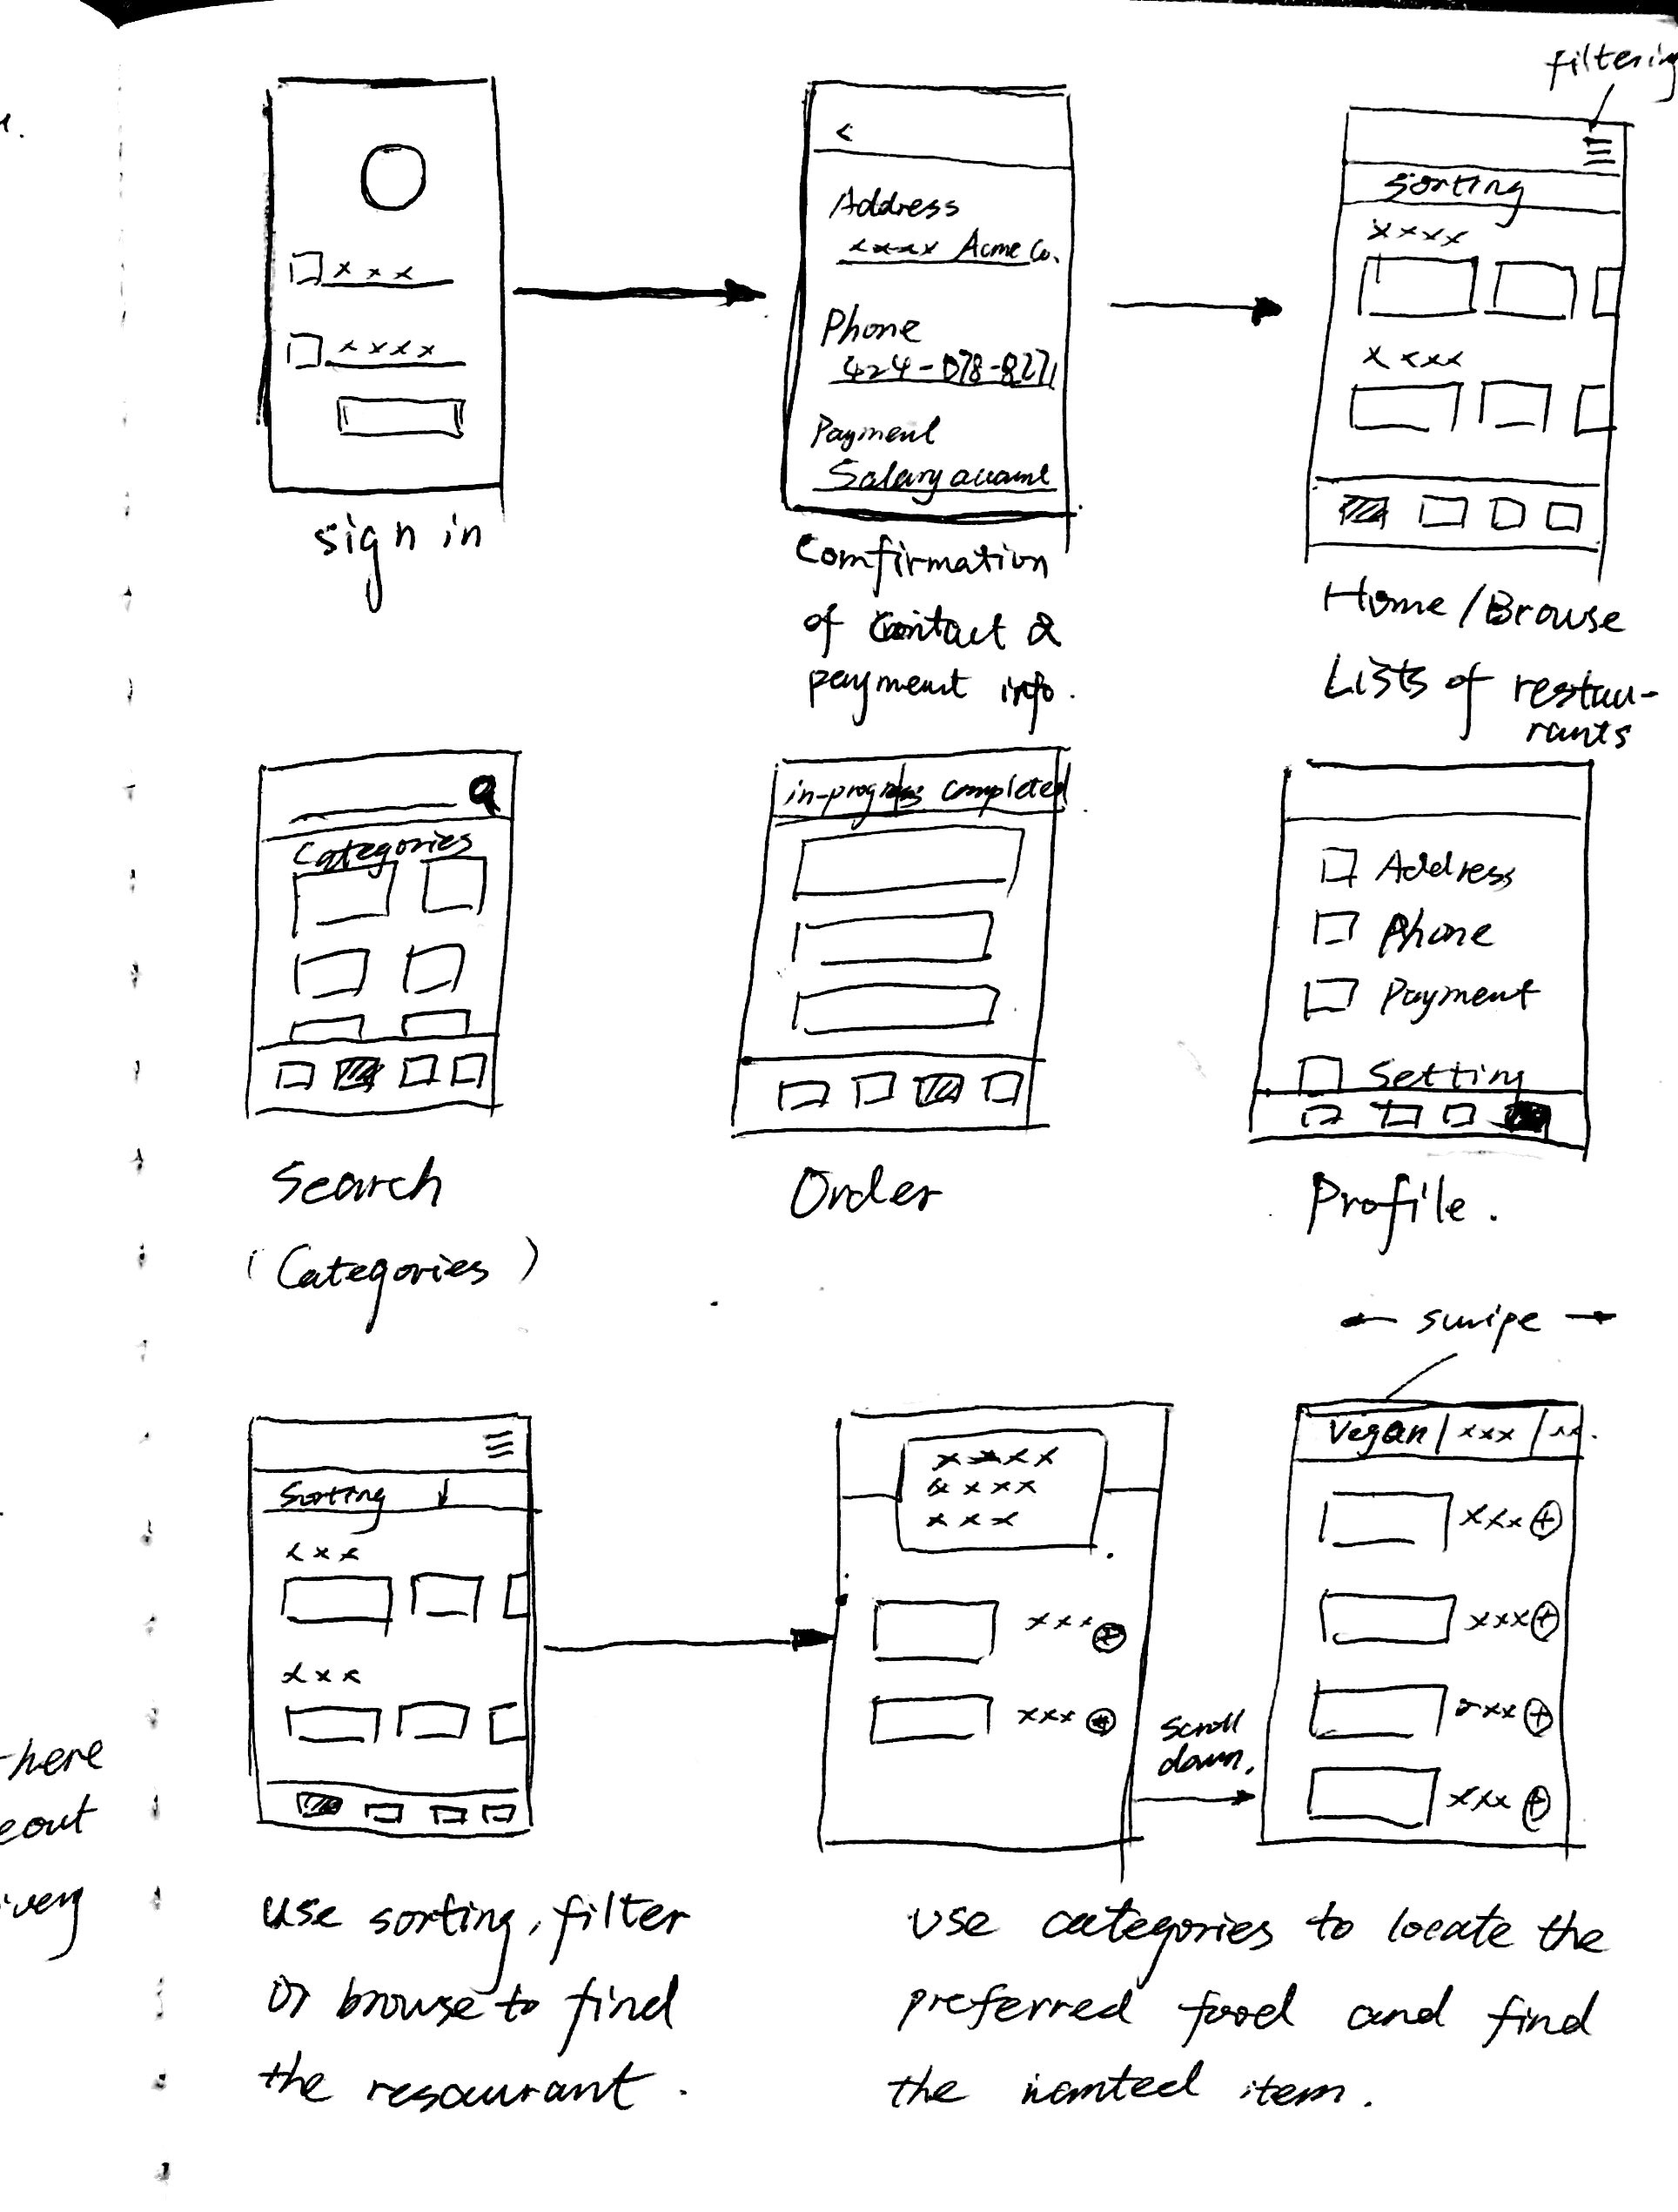 filtering
<
Address
xxxx Acme Co.
Phone
424-078-8271
Payment
Salary account
xxx
xxxx
sign in
Comfirmation
of contact &
payment info.
sorting
xxxx
xxxx
Home/Browse
Lists of restau-
rants
Categories
Search
(Categories)
in-progress completed
Order
Address
Phone
Payment
Setting
Profile.
← swipe →
Sorting ↓
xxx
xxx
xxxx
xxxx
xxx
xxx +
xxx +
scroll
down.
Vegan | xxx | xx.
xxx +
xxx +
xxx +
xxx +
here
eout
very
use sorting, filter
or browse to find
the resaurant.
use categories to locate the
preferred food and find
the wanted item.